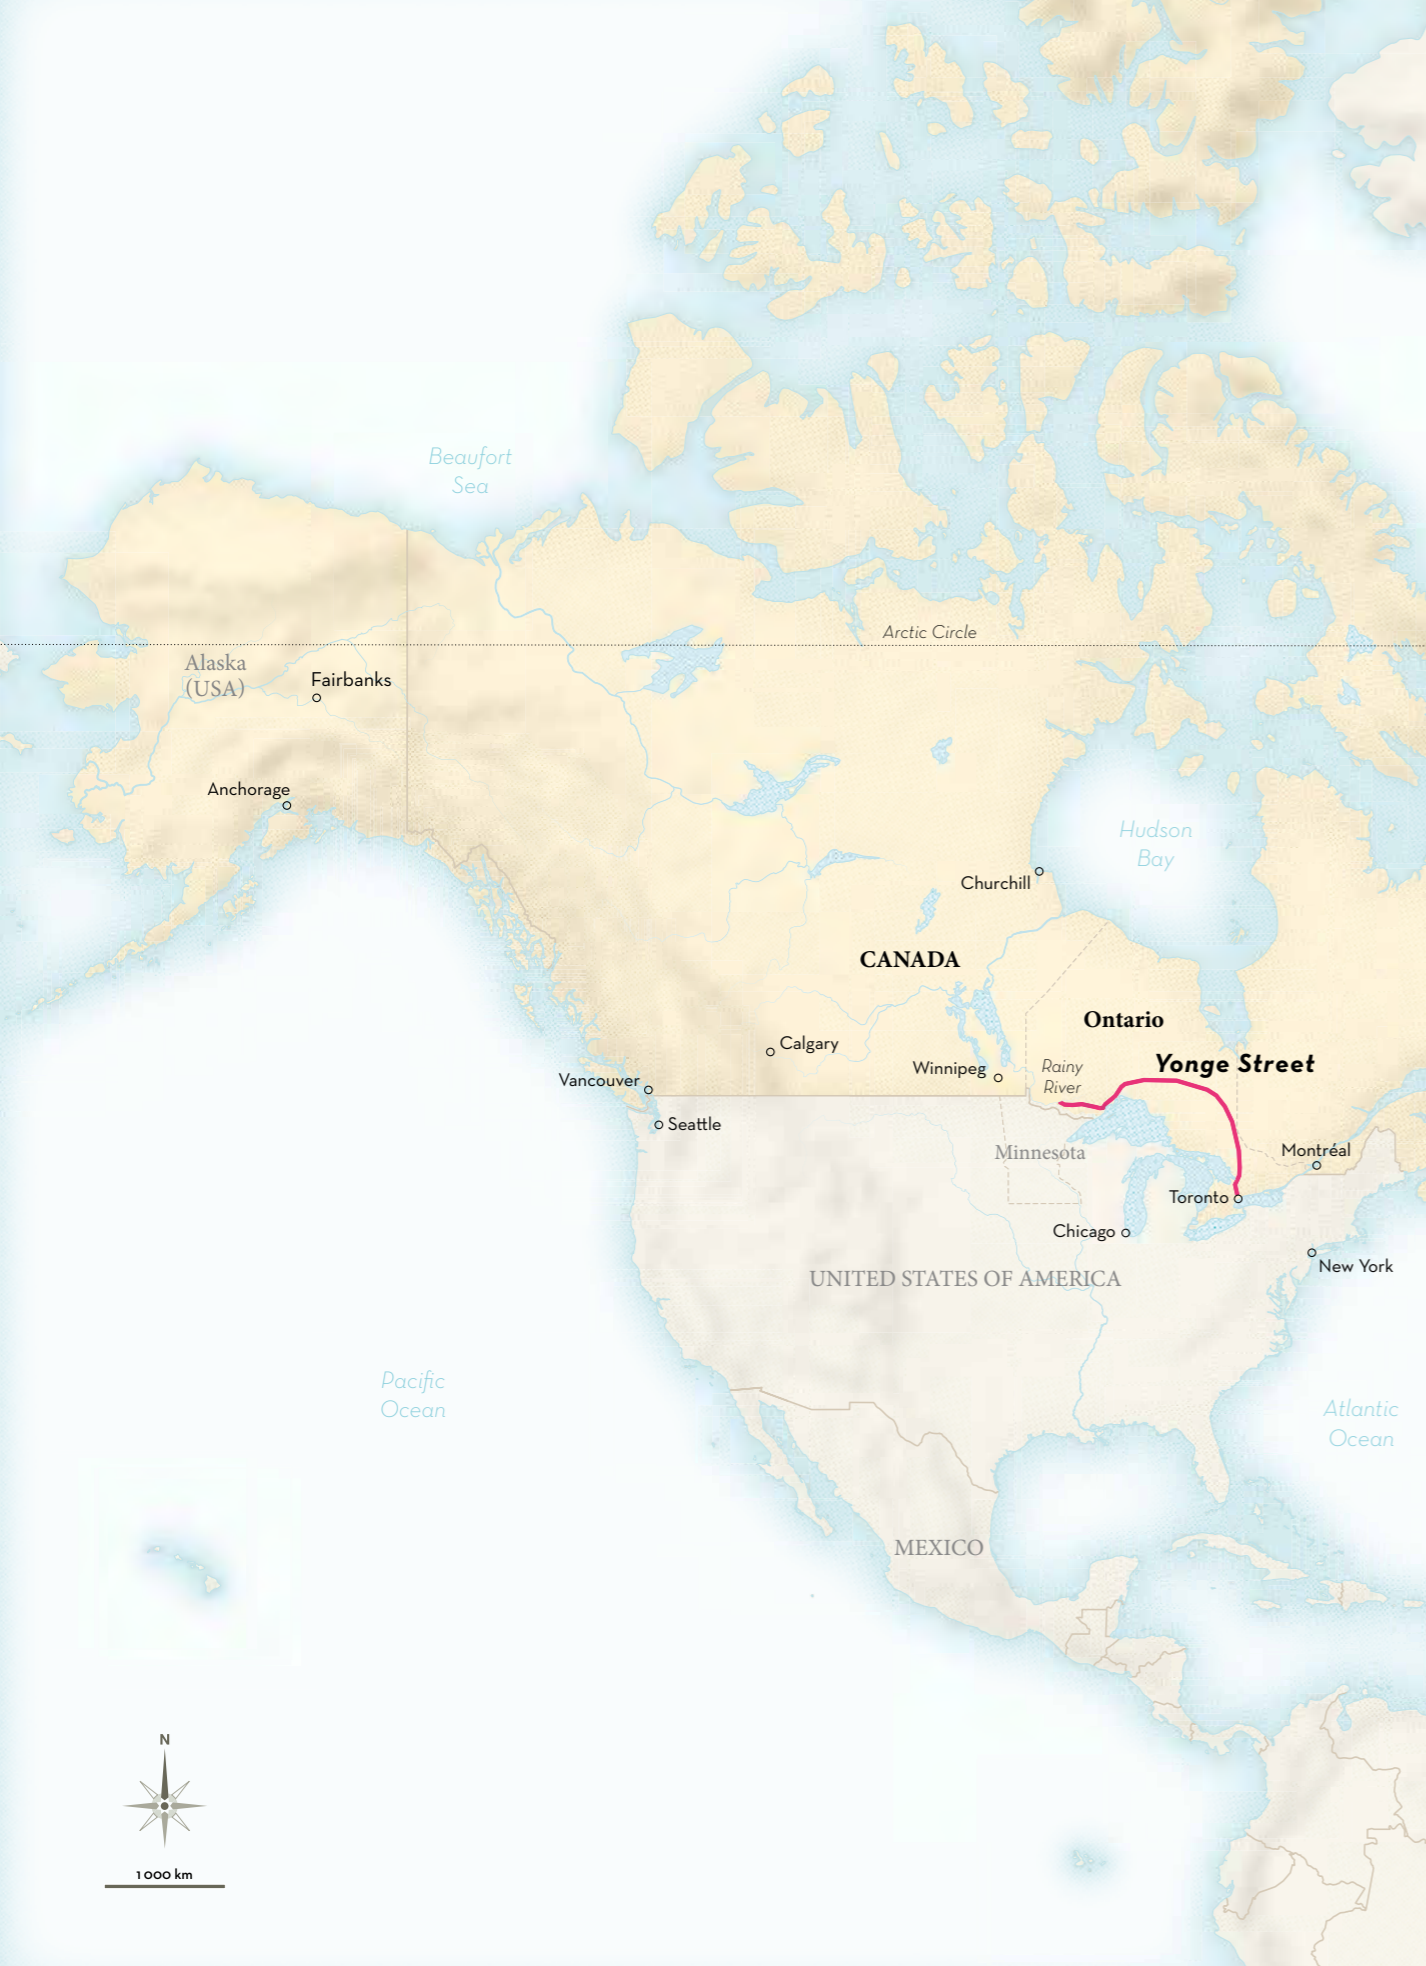 Beaufort
Sea
Arctic Circle
Alaska
(USA)
Fairbanks
Anchorage
Hudson
Bay
Churchill
CANADA
Ontario
Calgary
Yonge Street
Winnipeg
Rainy
River
Vancouver
Seattle
Minnesota
Montréal
Toronto
Chicago
New York
UNITED STATES OF AMERICA
Pacific
Ocean
Atlantic
Ocean
MEXICO
N
1 000 km